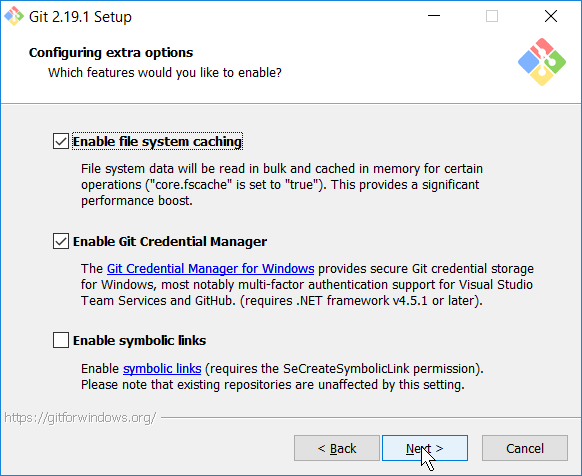 Git 2.19.1 Setup
Configuring extra options
Which features would you like to enable?
Enable file system caching
File system data will be read in bulk and cached in memory for certain
operations ("core.fscache" is set to "true"). This provides a significant
performance boost.
Enable Git Credential Manager
The Git Credential Manager for Windows provides secure Git credential storage
for Windows, most notably multi-factor authentication support for Visual Studio
Team Services and GitHub. (requires .NET framework v4.5.1 or later).
Enable symbolic links
Enable symbolic links (requires the SeCreateSymbolicLink permission).
Please note that existing repositories are unaffected by this setting.
https://gitforwindows.org/
< Back
Next >
Cancel